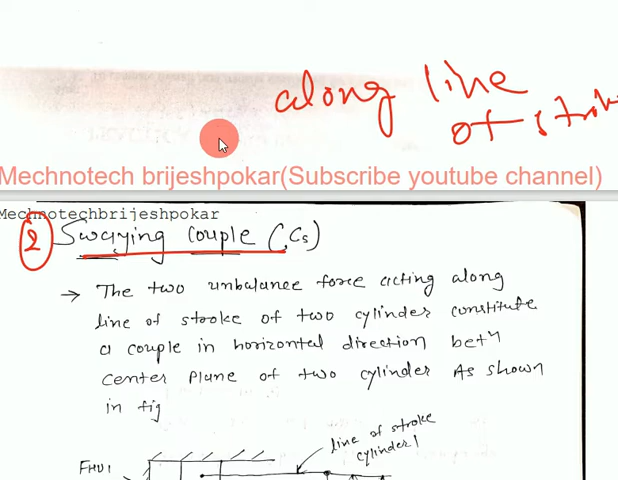 along line
of strok
Mechnotech brijeshpokar(Subscribe youtube channel)
Mechnotechbrijeshpokar
2 Swaying couple (Cs)
→ The two unbalance force acting along
line of stroke of two cylinder constitute
a couple in horizontal direction betn
center plane of two cylinder As shown
in fig
line of stroke
cylinder 1
FHU1